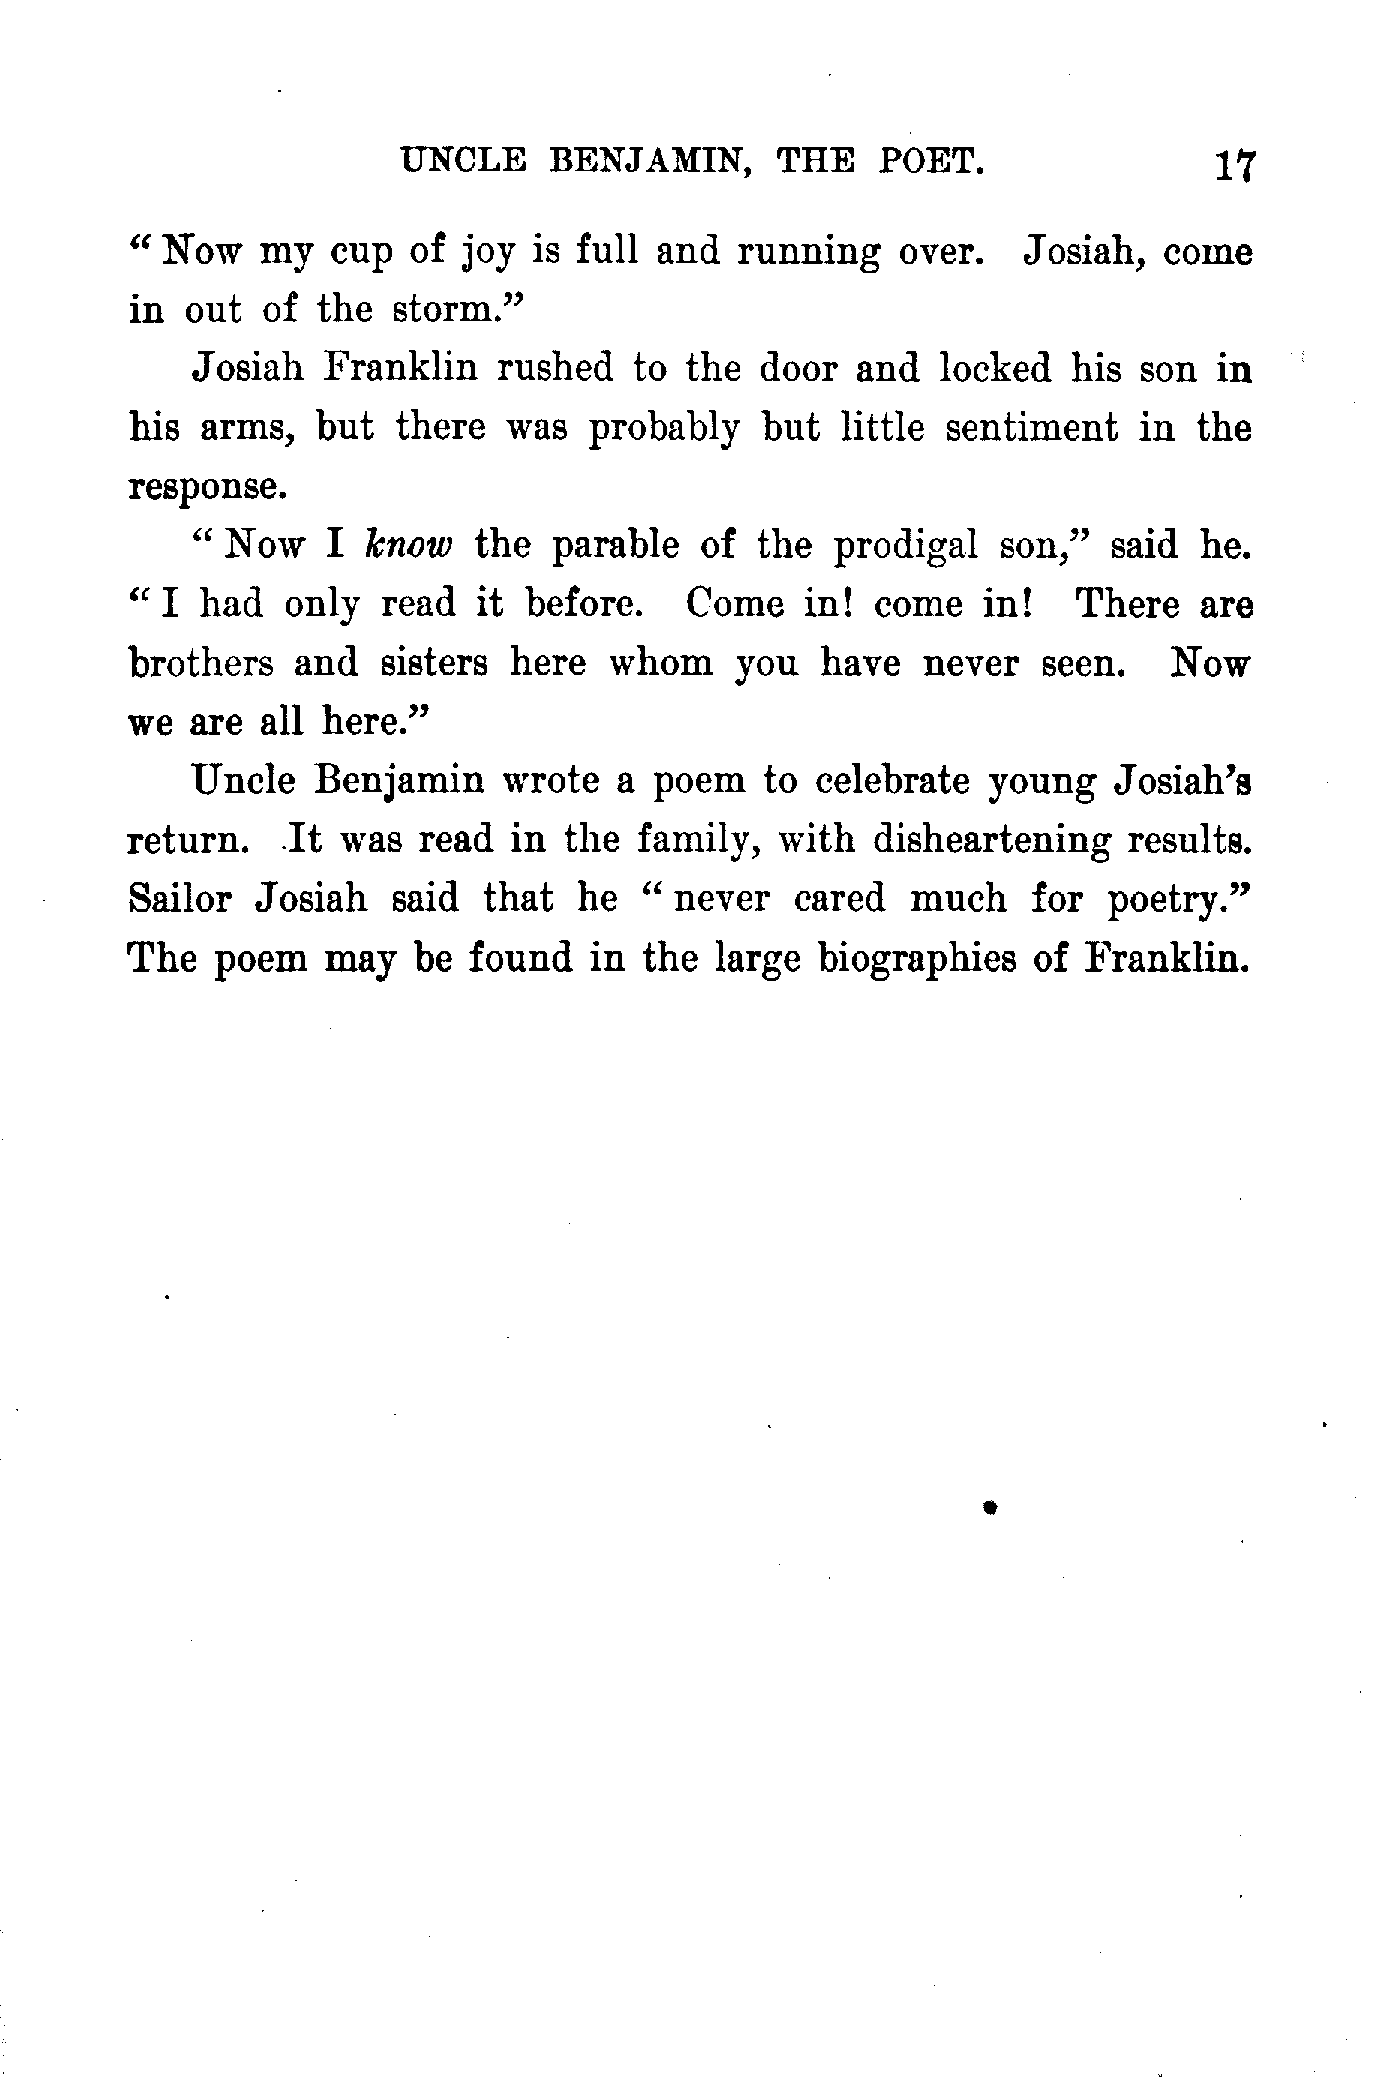 UNCLE BENJAMIN, THE POET. 17
“ Now my cup of joy is full and running over. Josiah, come
in out of the storm.”
Josiah Franklin rushed to the door and locked his son in
his arms, but there was probably but little sentiment in the
response.
“ Now I know the parable of the prodigal son,” said he.
“ I had only read it before. Come in! come in! There are
brothers and sisters here whom you have never seen. Now
we are all here.”
Uncle Benjamin wrote a poem to celebrate young Josiah’s
return. It was read in the family, with disheartening results.
Sailor Josiah said that he “ never cared much for poetry.”
The poem may be found in the large biographies of Franklin.